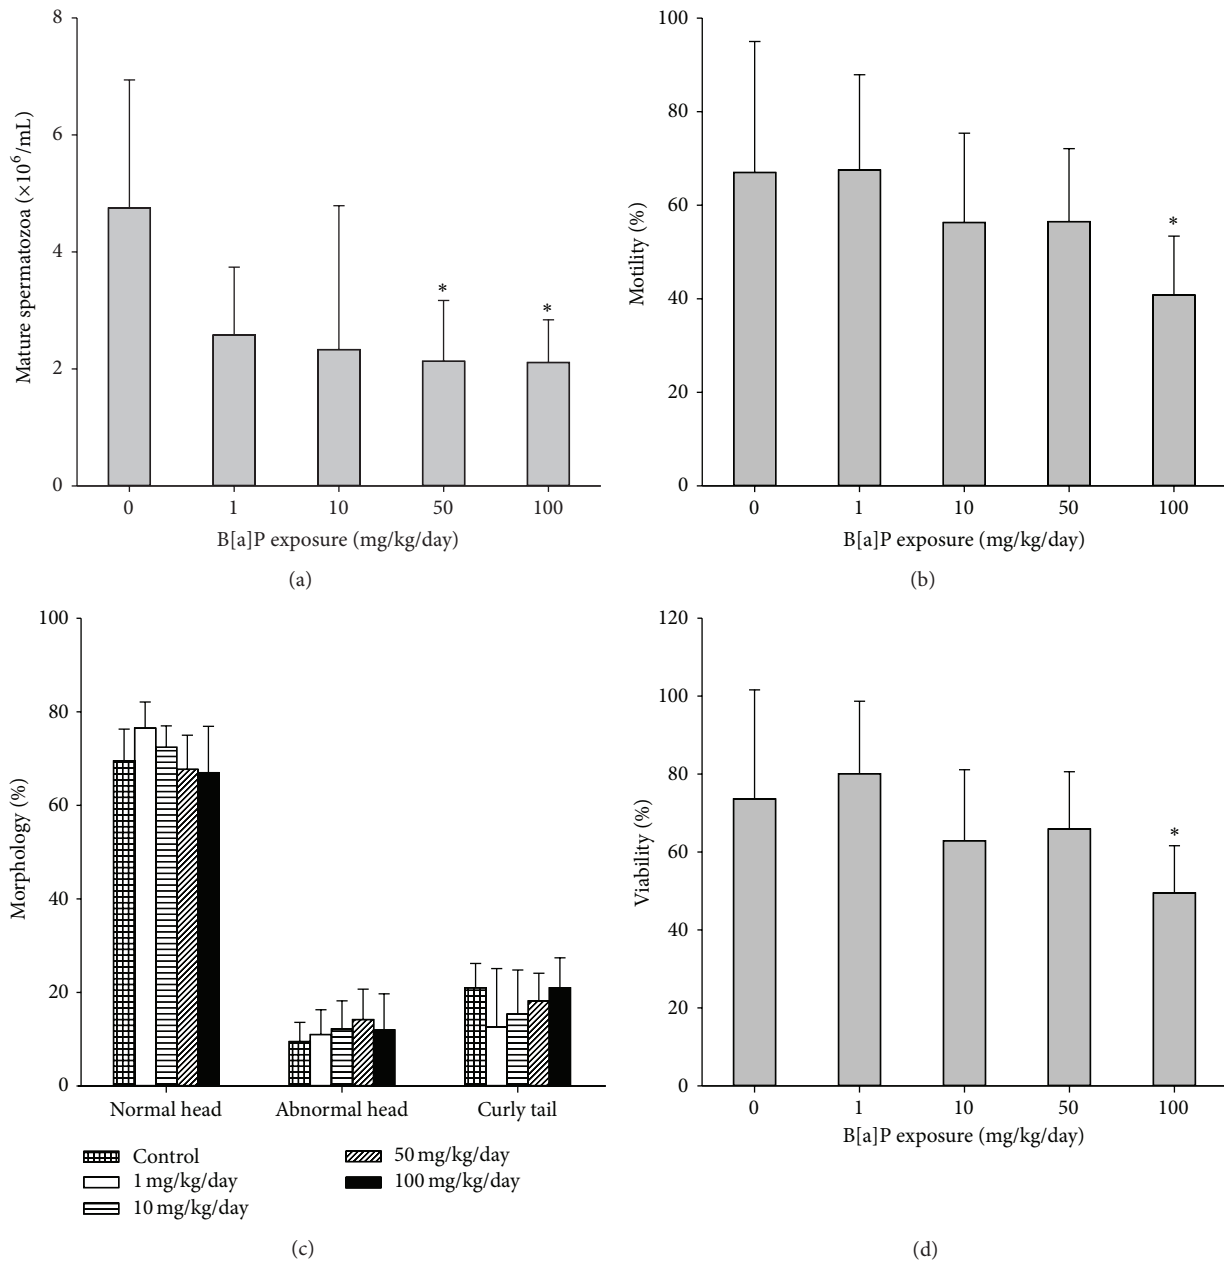 8
6
4
2
0
Mature spermatozoa (×10⁶/mL)
*
*
0 1 10 50 100
B[a]P exposure (mg/kg/day)
(a)
100
80
60
40
20
0
Motility (%)
*
0 1 10 50 100
B[a]P exposure (mg/kg/day)
(b)
100
80
60
40
20
0
Morphology (%)
Normal head Abnormal head Curly tail
Control
1 mg/kg/day
10 mg/kg/day
50 mg/kg/day
100 mg/kg/day
(c)
120
100
80
60
40
20
0
Viability (%)
*
0 1 10 50 100
B[a]P exposure (mg/kg/day)
(d)